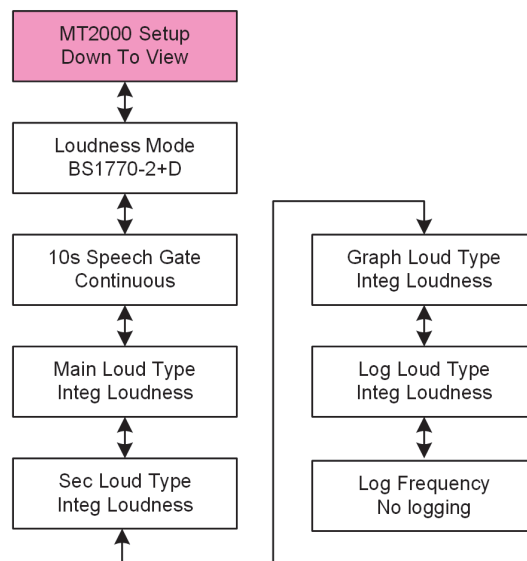 MT2000 Setup
Down To View
Loudness Mode
BS1770-2+D
10s Speech Gate
Continuous
Main Loud Type
Integ Loudness
Sec Loud Type
Integ Loudness
Graph Loud Type
Integ Loudness
Log Loud Type
Integ Loudness
Log Frequency
No logging